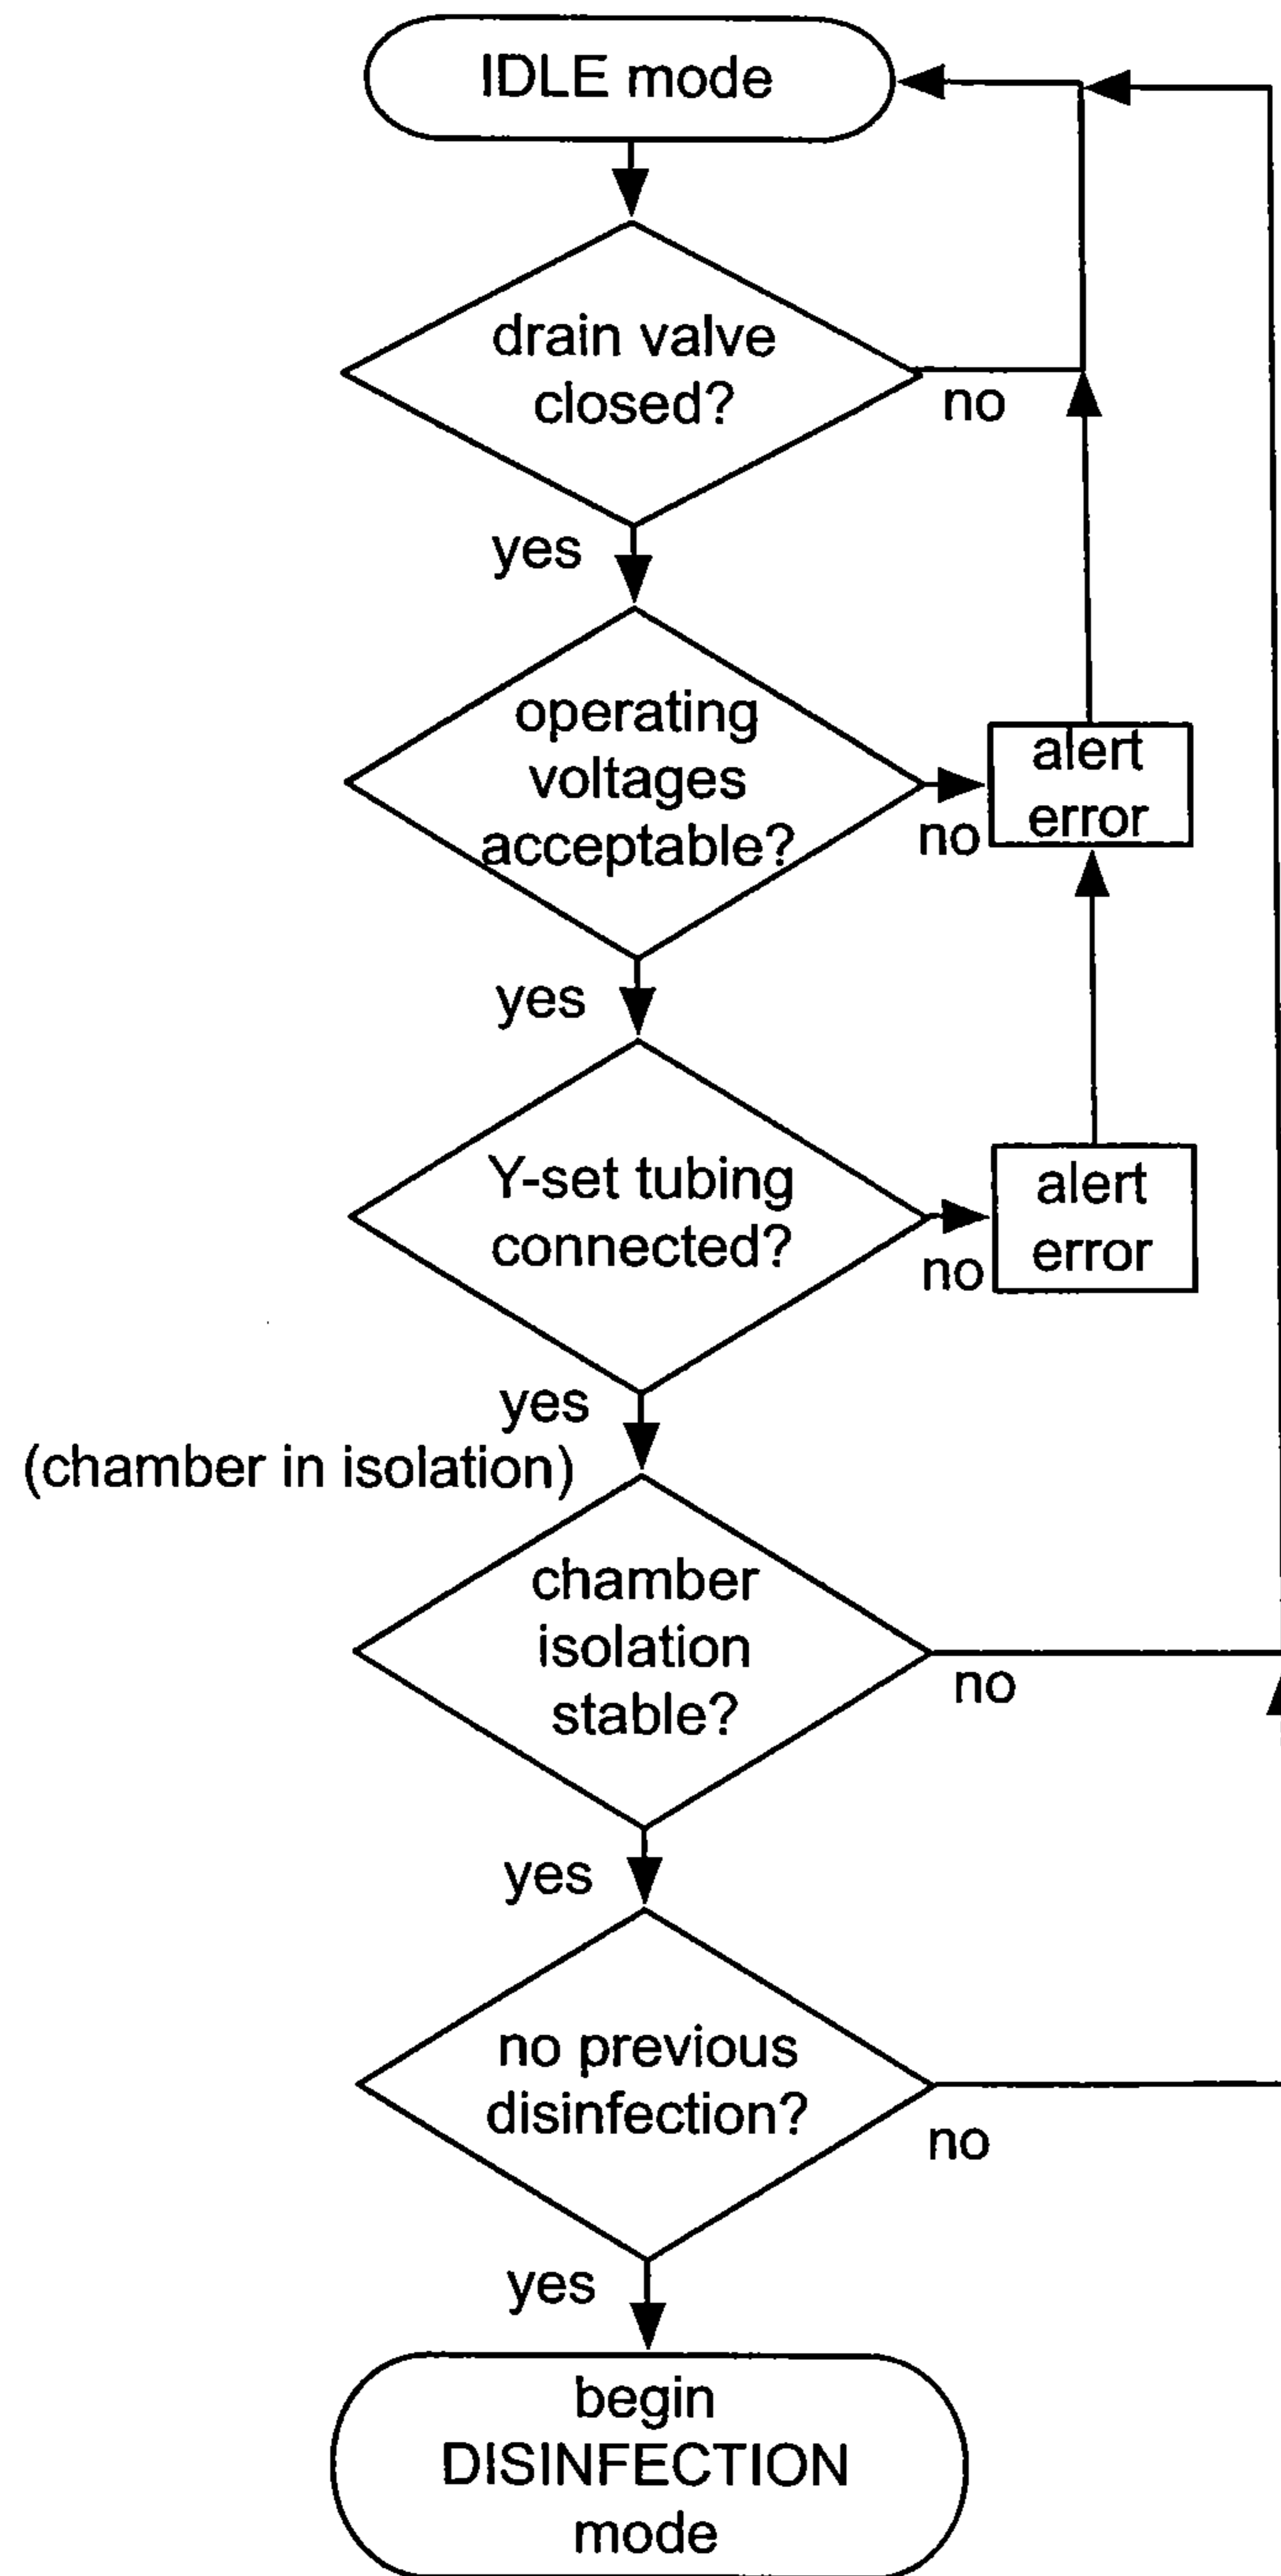 IDLE mode
drain valve
closed?
no
yes
operating
voltages
acceptable?
no
alert
error
yes
Y-set tubing
connected?
no
alert
error
yes
(chamber in isolation)
chamber
isolation
stable?
no
yes
no previous
disinfection?
no
yes
begin
DISINFECTION
mode